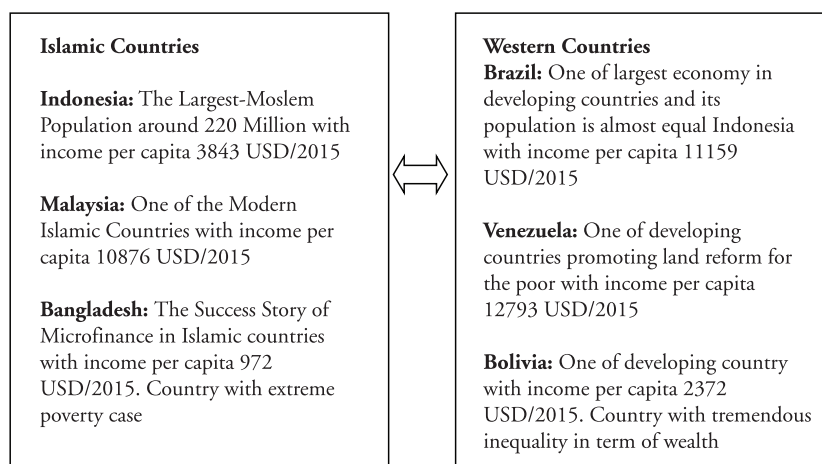 Islamic Countries
Indonesia: The Largest-Moslem
Population around 220 Million with
income per capita 3843 USD/2015
Malaysia: One of the Modern
Islamic Countries with income per
capita 10876 USD/2015
Bangladesh: The Success Story of
Microfinance in Islamic countries
with income per capita 972
USD/2015. Country with extreme
poverty case
Western Countries
Brazil: One of largest economy in
developing countries and its
population is almost equal Indonesia
with income per capita 11159
USD/2015
Venezuela: One of developing
countries promoting land reform for
the poor with income per capita
12793 USD/2015
Bolivia: One of developing country
with income per capita 2372
USD/2015. Country with tremendous
inequality in term of wealth